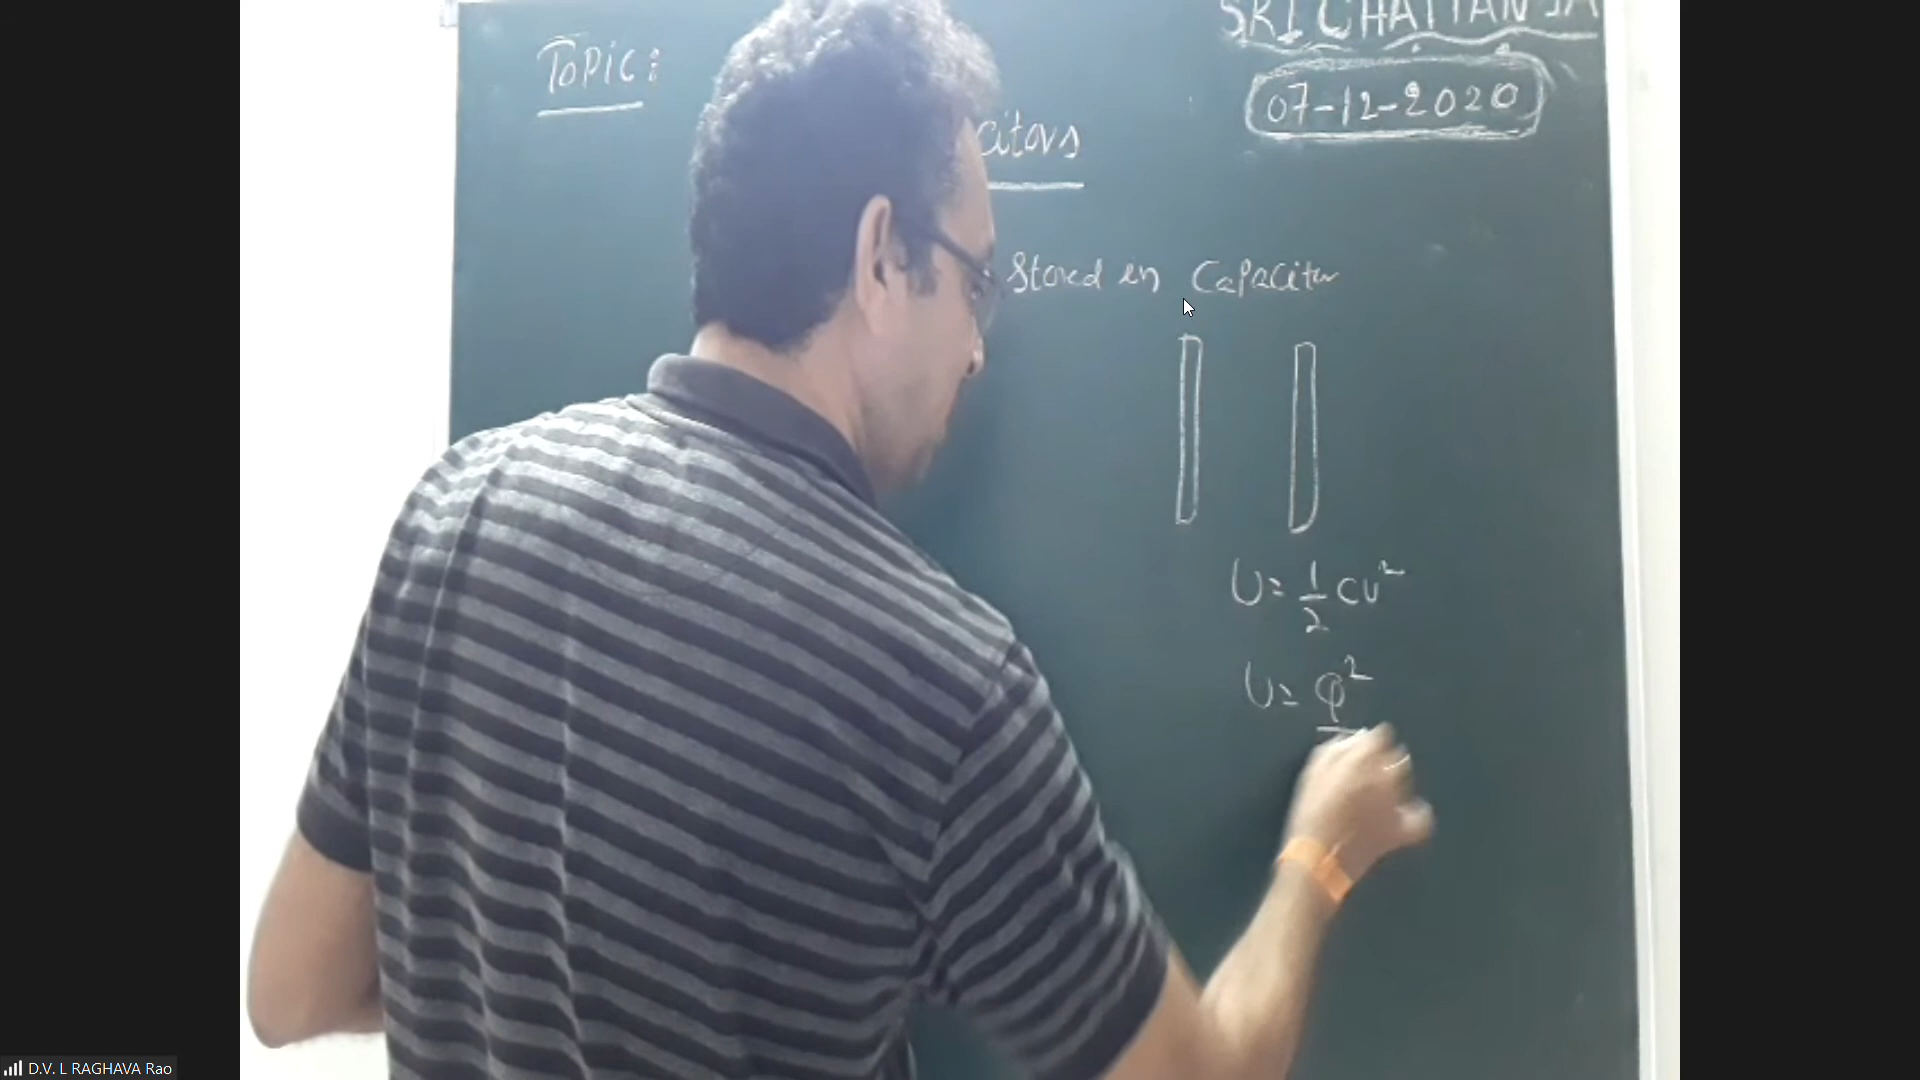 SRI CHAITANYA
TOPIC:
07-12-2020
citors
Stored in Capacitor
U = 1/2 CV²
U = Q²
D.V. L RAGHAVA Rao